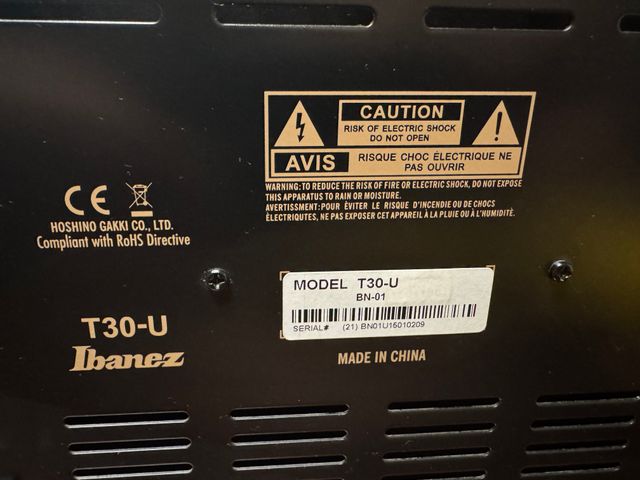 CAUTION
RISK OF ELECTRIC SHOCK
DO NOT OPEN
AVIS
RISQUE CHOC ÉLECTRIQUE NE
PAS OUVRIR
WARNING: TO REDUCE THE RISK OF FIRE OR ELECTRIC SHOCK, DO NOT EXPOSE
THIS APPARATUS TO RAIN OR MOISTURE.
AVERTISSEMENT: POUR ÉVITER LE RISQUE D'INCENDIE OU DE CHOCS
ÉLECTRIQUTES, NE PAS EXPOSER CET APPAREIL À LA PLUIE OU À L'HUMIDITÉ.
CE
HOSHINO GAKKI CO., LTD.
Compliant with RoHS Directive
MODEL T30-U
BN-01
SERIAL# (21) BN01U15010209
T30-U
Ibanez
MADE IN CHINA